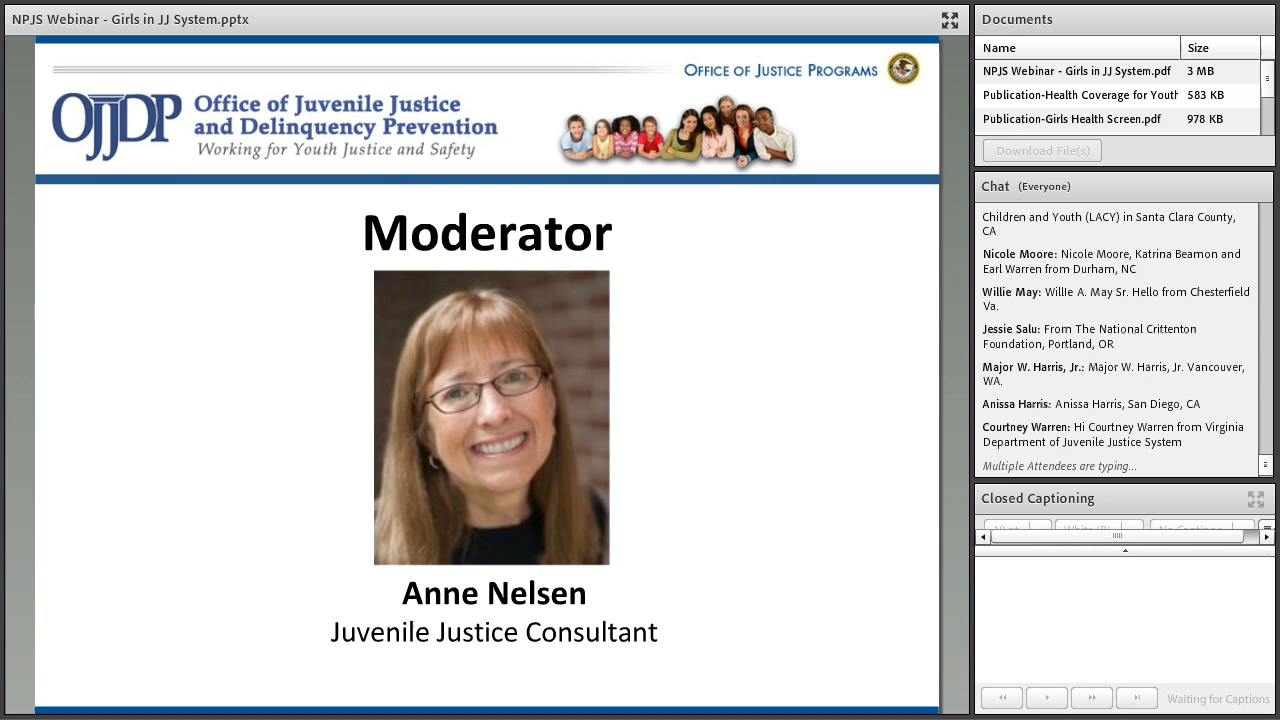 NPJS Webinar - Girls in JJ System.pptx
OFFICE OF JUSTICE PROGRAMS
OJJDP
Office of Juvenile Justice
and Delinquency Prevention
Working for Youth Justice and Safety
Moderator
Anne Nelsen
Juvenile Justice Consultant
Documents
Name Size
NPJS Webinar - Girls in JJ System.pdf 3 MB
Publication-Health Coverage for Youth 583 KB
Publication-Girls Health Screen.pdf 978 KB
Download File(s)
Chat (Everyone)
Children and Youth (LACY) in Santa Clara County,
CA
Nicole Moore: Nicole Moore, Katrina Beamon and
Earl Warren from Durham, NC
Willie May: Willie A. May Sr. Hello from Chesterfield
Va.
Jessie Salu: From The National Crittenton
Foundation, Portland, OR
Major W. Harris, Jr.: Major W. Harris, Jr. Vancouver,
WA.
Anissa Harris: Anissa Harris, San Diego, CA
Courtney Warren: Hi Courtney Warren from Virginia
Department of Juvenile Justice System
Multiple Attendees are typing...
Closed Captioning
Waiting for Captions